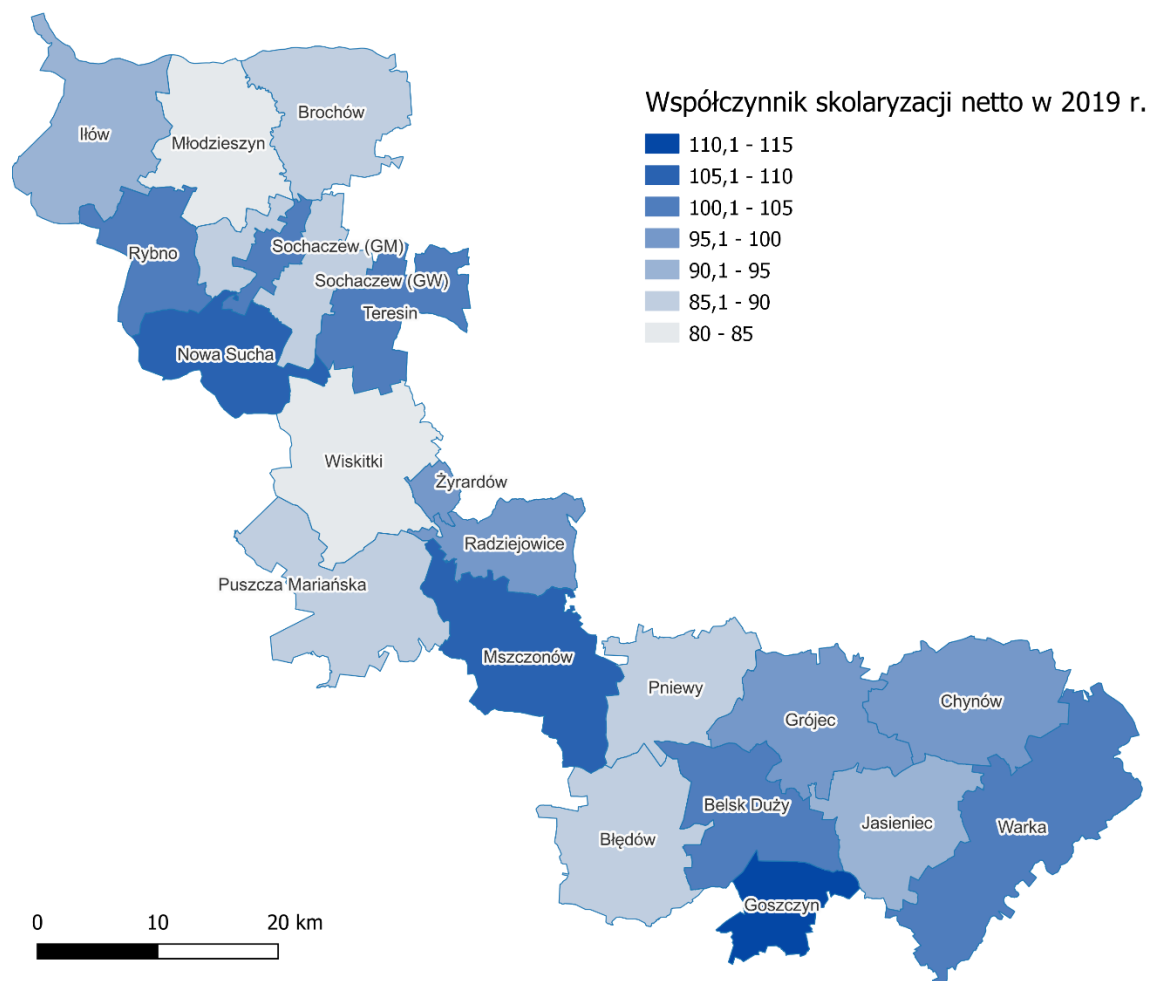 Współczynnik skolaryzacji netto w 2019 r.
110,1 - 115
105,1 - 110
100,1 - 105
95,1 - 100
90,1 - 95
85,1 - 90
80 - 85
Brochów
Iłów
Młodzieszyn
Rybno
Sochaczew (GM)
Sochaczew (GW)
Teresin
Nowa Sucha
Wiskitki
Żyrardów
Radziejowice
Puszcza Mariańska
Mszczonów
Pniewy
Grójec
Chynów
Belsk Duży
Jasieniec
Warka
Błędów
Goszczyn
0 10 20 km